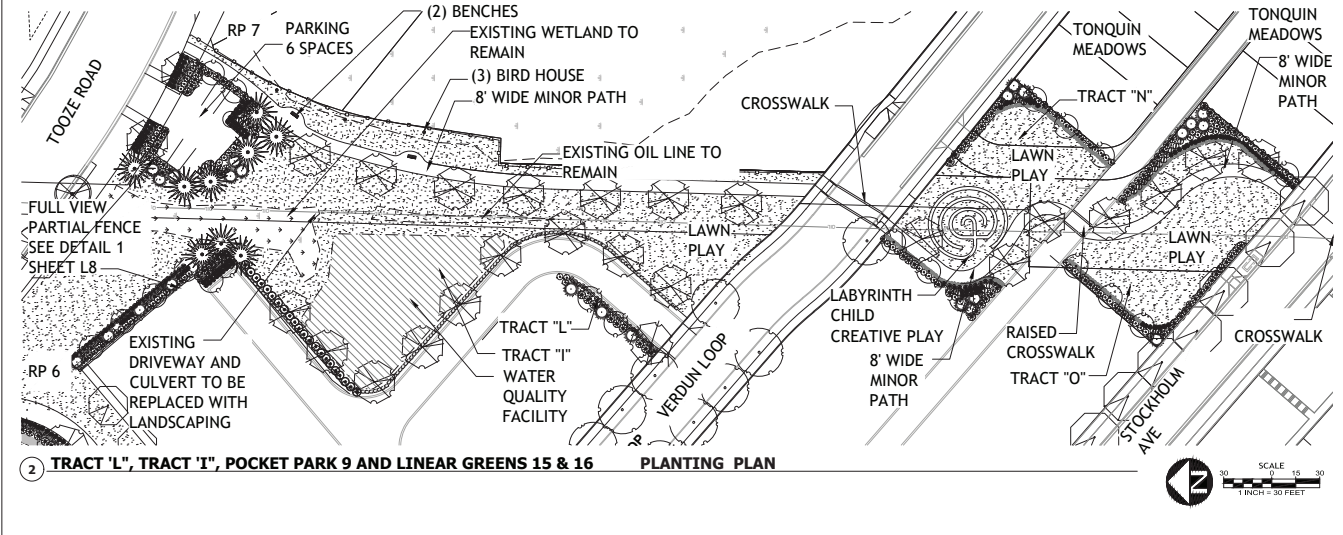 (2) BENCHES
RP 7
PARKING
6 SPACES
EXISTING WETLAND TO
REMAIN
(3) BIRD HOUSE
8' WIDE MINOR PATH
TOOZE ROAD
EXISTING OIL LINE TO
REMAIN
FULL VIEW
PARTIAL FENCE
SEE DETAIL 1
SHEET L8
RP 6
EXISTING
DRIVEWAY AND
CULVERT TO BE
REPLACED WITH
LANDSCAPING
TRACT "L"
TRACT "I"
WATER
QUALITY
FACILITY
LAWN
PLAY
VERDUN LOOP
OP
CROSSWALK
TONQUIN
MEADOWS
TRACT "N"
LAWN
PLAY
TONQUIN
MEADOWS
8' WIDE
MINOR
PATH
LAWN
PLAY
LABYRINTH
CHILD
CREATIVE PLAY
8' WIDE
MINOR
PATH
RAISED
CROSSWALK
TRACT "O"
STOCKHOLM
AVE
CROSSWALK
2 TRACT 'L", TRACT 'I", POCKET PARK 9 AND LINEAR GREENS 15 & 16 PLANTING PLAN
N
SCALE
30 0 15 30
1 INCH = 30 FEET